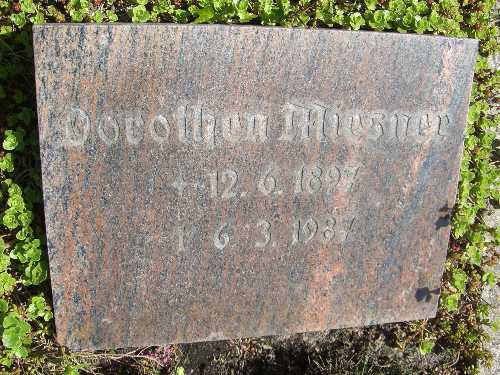 Dorothea Miesner
* 12. 6. 1897
† 6. 3. 1987